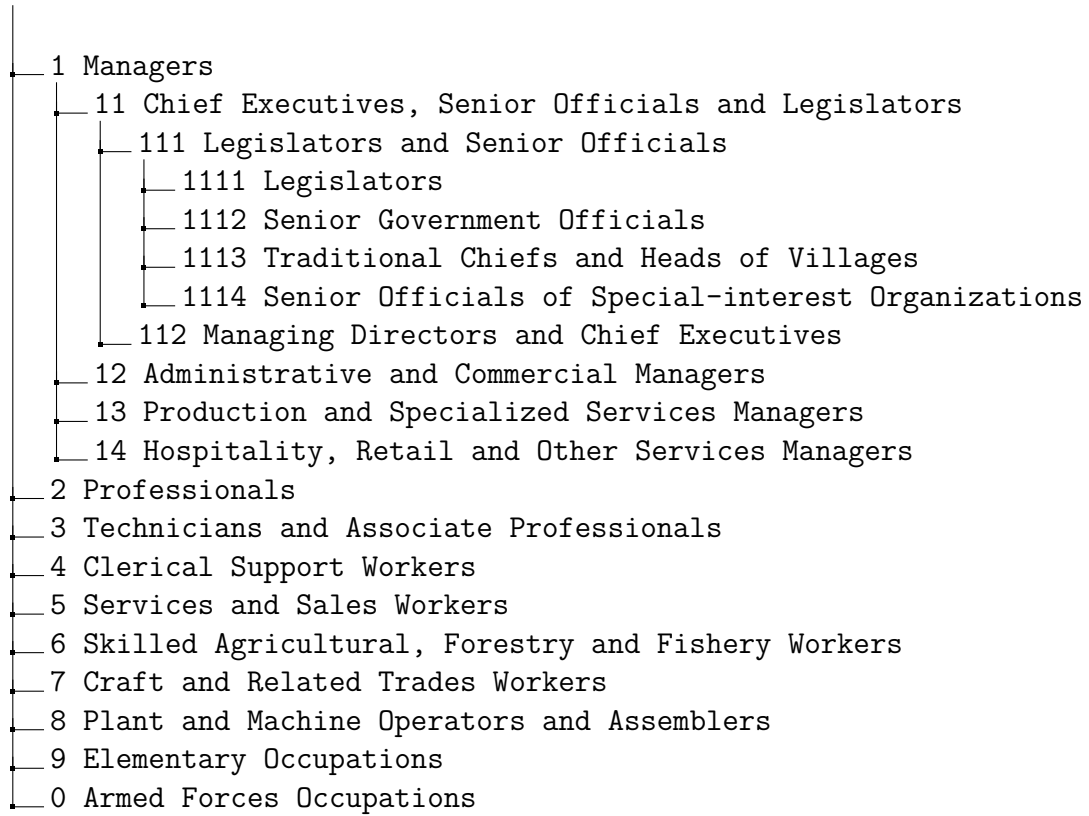 1 Managers
11 Chief Executives, Senior Officials and Legislators
111 Legislators and Senior Officials
1111 Legislators
1112 Senior Government Officials
1113 Traditional Chiefs and Heads of Villages
1114 Senior Officials of Special-interest Organizations
112 Managing Directors and Chief Executives
12 Administrative and Commercial Managers
13 Production and Specialized Services Managers
14 Hospitality, Retail and Other Services Managers
2 Professionals
3 Technicians and Associate Professionals
4 Clerical Support Workers
5 Services and Sales Workers
6 Skilled Agricultural, Forestry and Fishery Workers
7 Craft and Related Trades Workers
8 Plant and Machine Operators and Assemblers
9 Elementary Occupations
0 Armed Forces Occupations